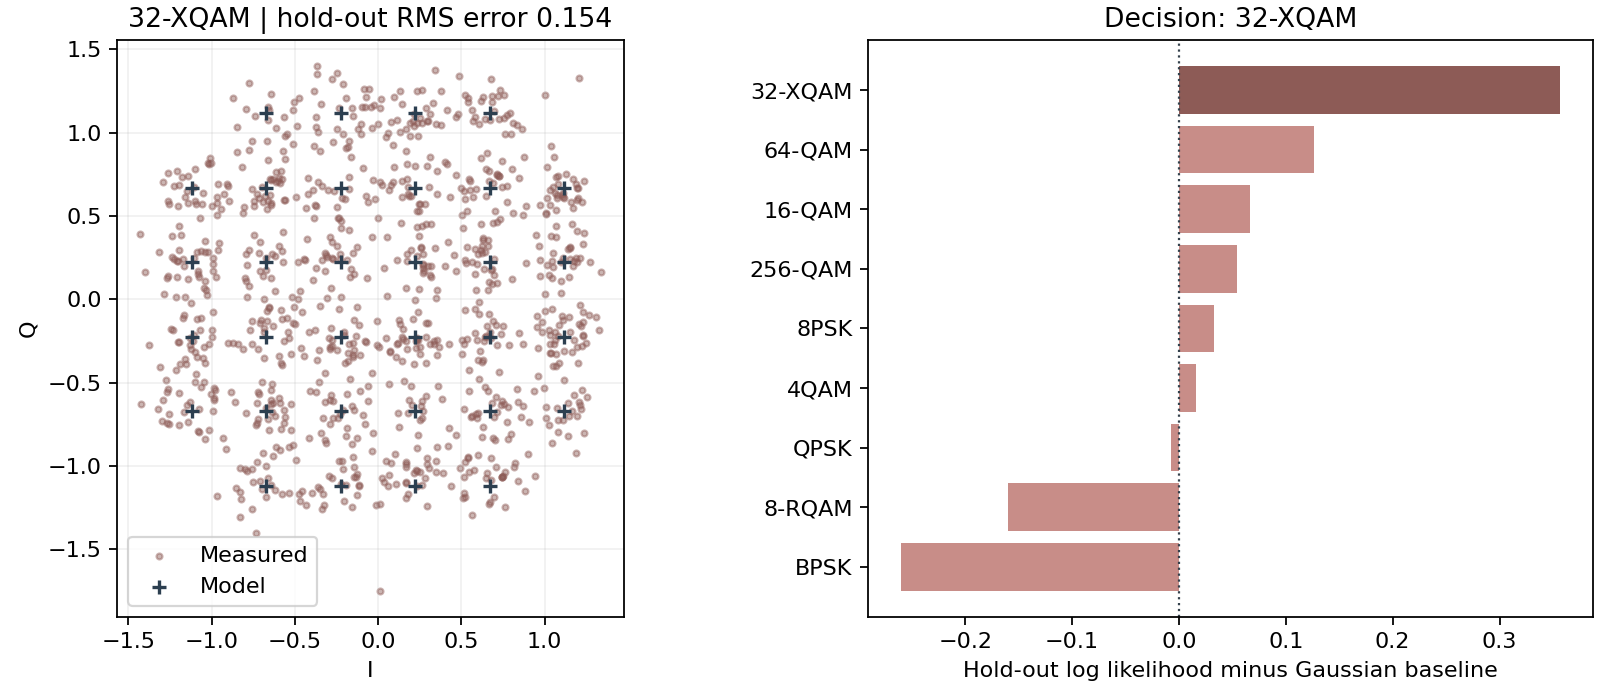 32-XQAM | hold-out RMS error 0.154
1.5
1.0
0.5
0.0
−0.5
−1.0
−1.5
Q
Measured
Model
−1.5
−1.0
−0.5
0.0
0.5
1.0
I
Decision: 32-XQAM
32-XQAM
64-QAM
16-QAM
256-QAM
8PSK
4QAM
QPSK
8-RQAM
BPSK
−0.2
−0.1
0.0
0.1
0.2
0.3
Hold-out log likelihood minus Gaussian baseline